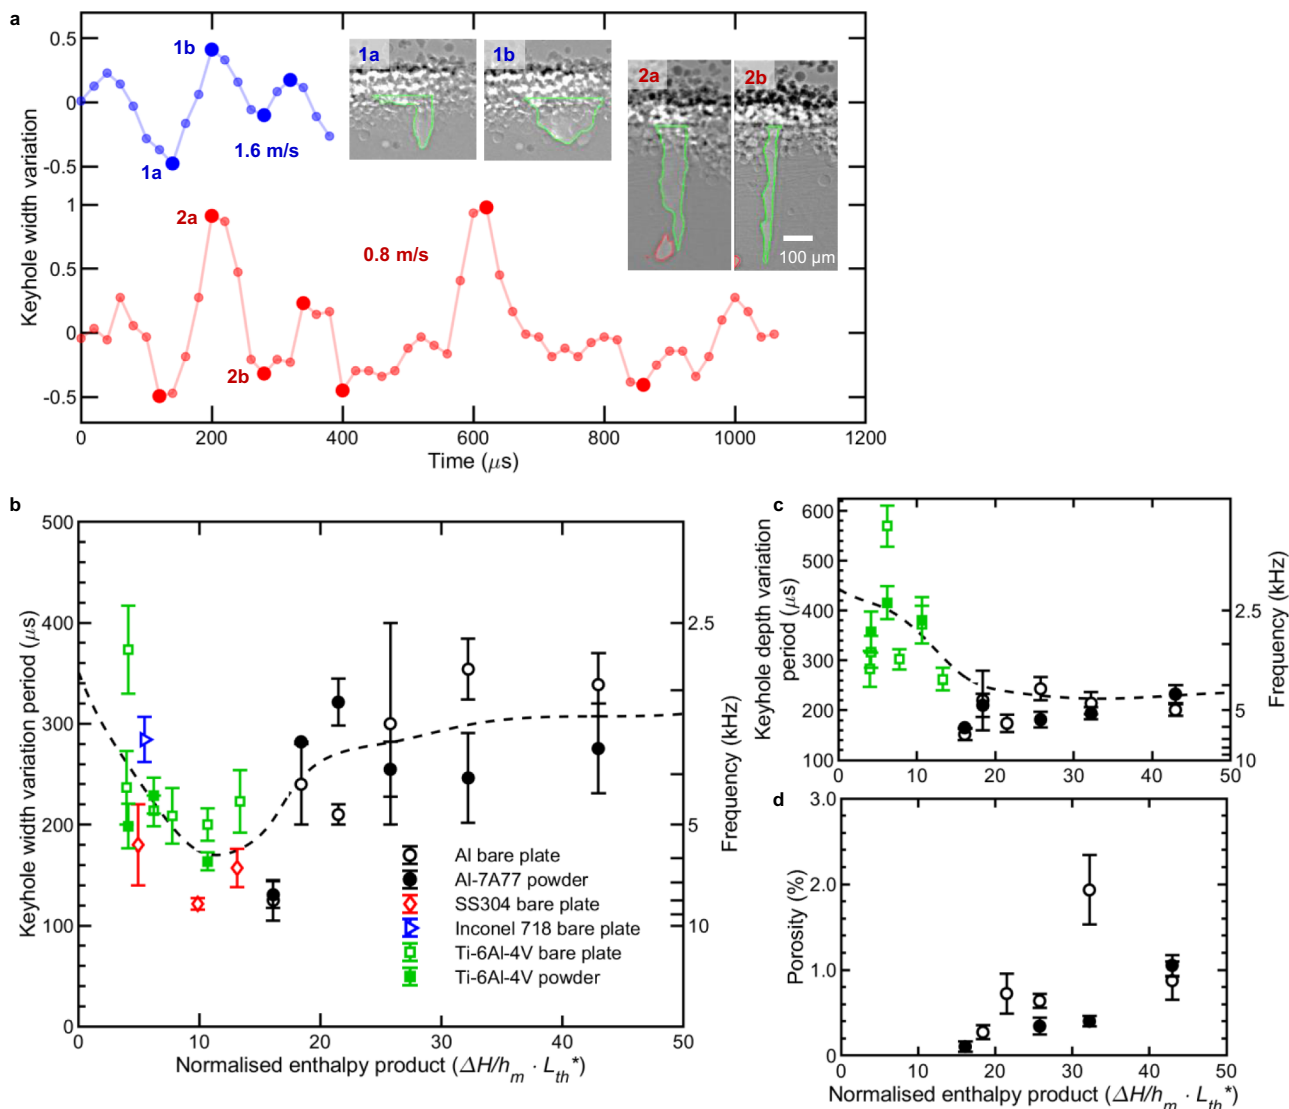 a
0.5
0
-0.5
1
0.5
0
-0.5
Keyhole width variation
1b
1a
1.6 m/s
2a
2b
0.8 m/s
1a
1b
2a
2b
100 μm
0 200 400 600 800 1000 1200
Time (μs)
b
500
400
300
200
100
0
Keyhole width variation period (μs)
2.5
5
10
Frequency (kHz)
Al bare plate
Al-7A77 powder
SS304 bare plate
Inconel 718 bare plate
Ti-6Al-4V bare plate
Ti-6Al-4V powder
0 10 20 30 40 50
Normalised enthalpy product (ΔH/h_m · L_th*)
c
600
500
400
300
200
100
Keyhole depth variation
period (μs)
2.5
5
10
Frequency (kHz)
0 10 20 30 40 50
d
3.0
2.0
1.0
0
Porosity (%)
0 10 20 30 40 50
Normalised enthalpy product (ΔH/h_m · L_th*)